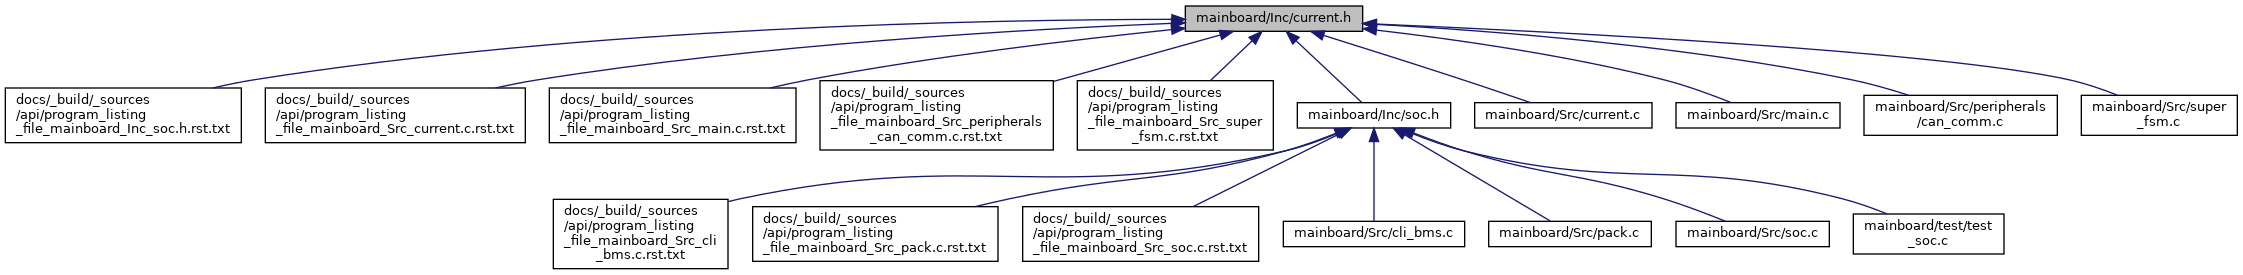 mainboard/Inc/current.h
docs/_build/_sources
/api/program_listing
_file_mainboard_Inc_soc.h.rst.txt
docs/_build/_sources
/api/program_listing
_file_mainboard_Src_current.c.rst.txt
docs/_build/_sources
/api/program_listing
_file_mainboard_Src_main.c.rst.txt
docs/_build/_sources
/api/program_listing
_file_mainboard_Src_peripherals
_can_comm.c.rst.txt
docs/_build/_sources
/api/program_listing
_file_mainboard_Src_super
_fsm.c.rst.txt
mainboard/Inc/soc.h
mainboard/Src/current.c
mainboard/Src/main.c
mainboard/Src/peripherals
/can_comm.c
mainboard/Src/super
_fsm.c
docs/_build/_sources
/api/program_listing
_file_mainboard_Src_cli
_bms.c.rst.txt
docs/_build/_sources
/api/program_listing
_file_mainboard_Src_pack.c.rst.txt
docs/_build/_sources
/api/program_listing
_file_mainboard_Src_soc.c.rst.txt
mainboard/Src/cli_bms.c
mainboard/Src/pack.c
mainboard/Src/soc.c
mainboard/test/test
_soc.c